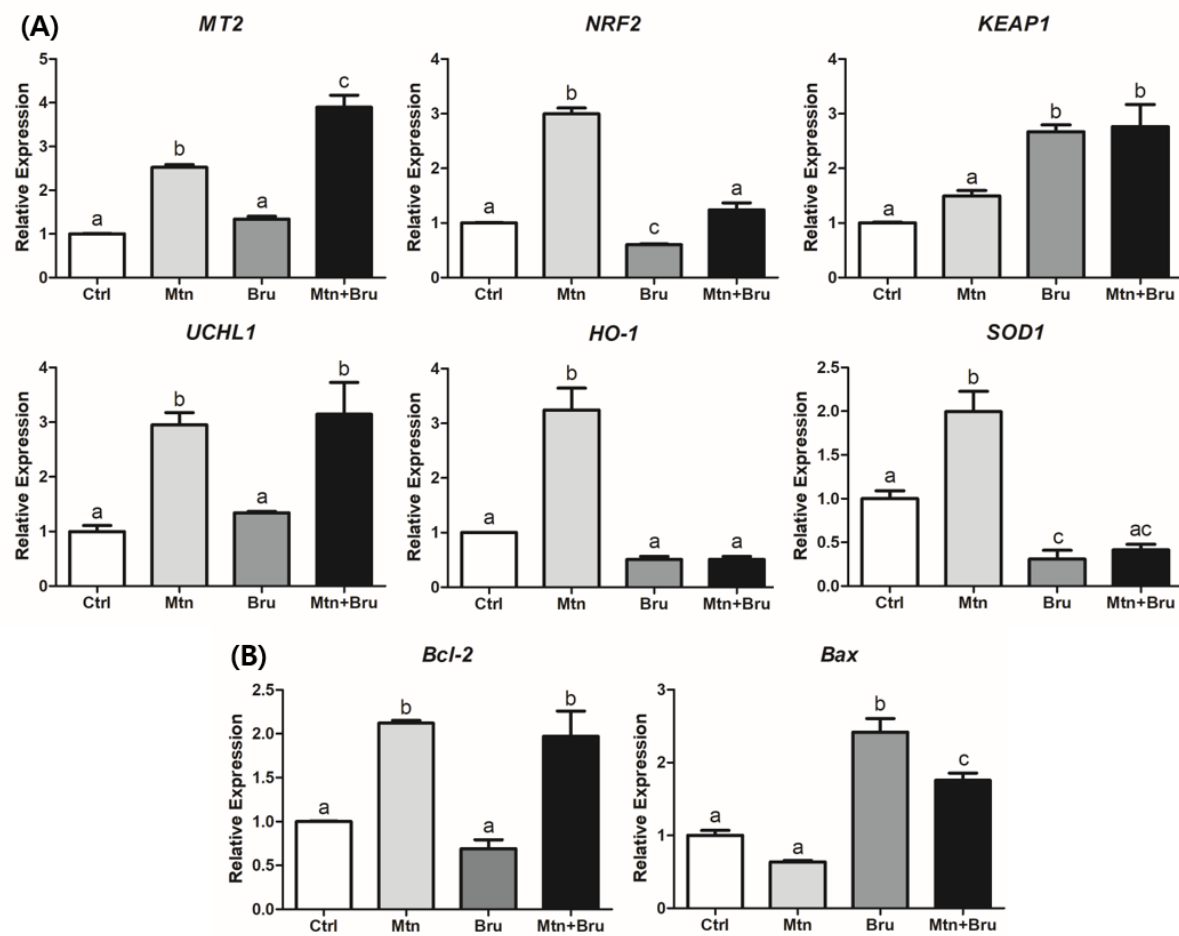 (A)
MT2
NRF2
KEAP1
Relative Expression
5
4
3
2
1
0
a
b
a
c
Ctrl
Mtn
Bru
Mtn+Bru
Relative Expression
4
3
2
1
0
a
b
c
a
Ctrl
Mtn
Bru
Mtn+Bru
Relative Expression
4
3
2
1
0
a
a
b
b
Ctrl
Mtn
Bru
Mtn+Bru
UCHL1
HO-1
SOD1
Relative Expression
4
3
2
1
0
a
b
a
b
Ctrl
Mtn
Bru
Mtn+Bru
Relative Expression
4
3
2
1
0
a
b
a
a
Ctrl
Mtn
Bru
Mtn+Bru
Relative Expression
2.5
2.0
1.5
1.0
0.5
0.0
a
b
c
ac
Ctrl
Mtn
Bru
Mtn+Bru
(B)
Bcl-2
Bax
Relative Expression
2.5
2.0
1.5
1.0
0.5
0.0
a
b
a
b
Ctrl
Mtn
Bru
Mtn+Bru
Relative Expression
3
2
1
0
a
a
b
c
Ctrl
Mtn
Bru
Mtn+Bru